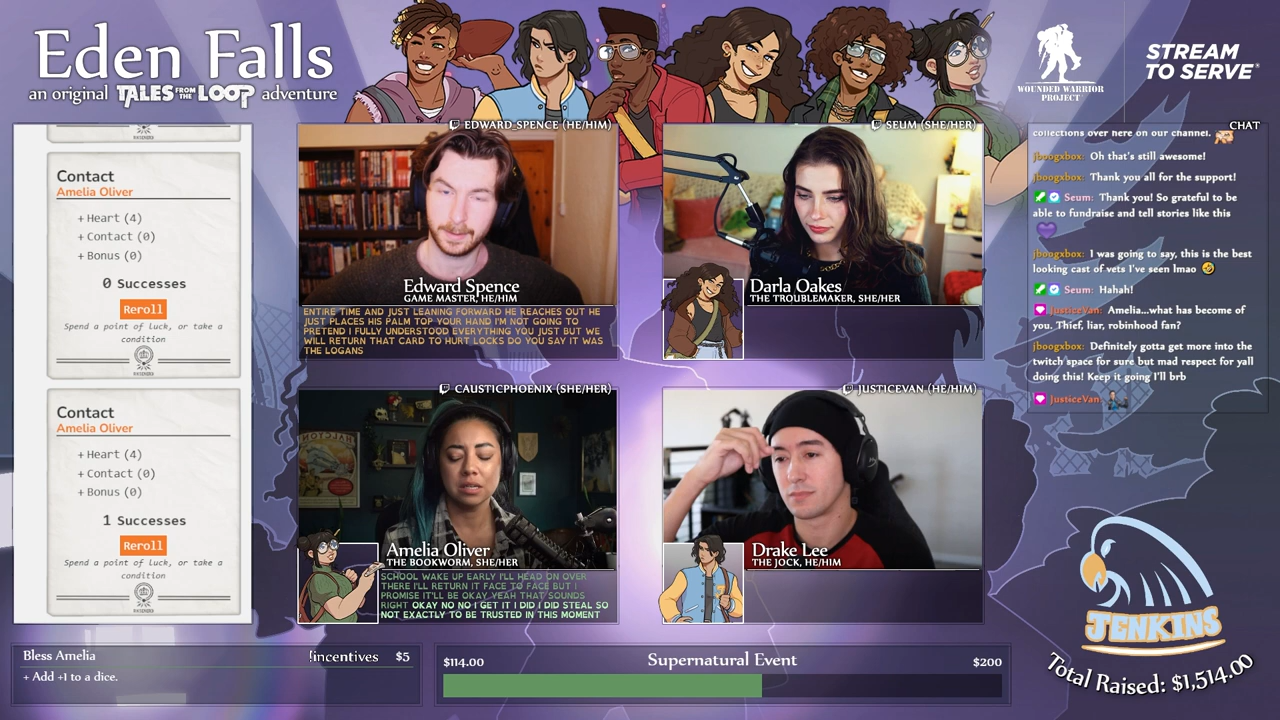 Eden Falls
an original TALES FROM THE LOOP adventure
WOUNDED WARRIOR
PROJECT
STREAM
TO SERVE
Contact
Amelia Oliver
+ Heart (4)
+ Contact (0)
+ Bonus (0)
0 Successes
Reroll
Spend a point of luck, or take a
condition
Contact
Amelia Oliver
+ Heart (4)
+ Contact (0)
+ Bonus (0)
1 Successes
Reroll
Spend a point of luck, or take a
condition
EDWARD_SPENCE (HE/HIM)
Edward Spence
GAME MASTER, HE/HIM
ENTIRE TIME AND JUST LEANING FORWARD HE REACHES OUT HE
JUST PLACES HIS PALM TOP YOUR HAND I'M NOT GOING TO
PRETEND I FULLY UNDERSTOOD EVERYTHING YOU JUST BUT WE
WILL RETURN THAT CARD TO HURT LOCKS DO YOU SAY IT WAS
THE LOGANS
SEUM (SHE/HER)
Darla Oakes
THE TROUBLEMAKER, SHE/HER
CAUSTICPHOENIX (SHE/HER)
Amelia Oliver
THE BOOKWORM, SHE/HER
SCHOOL WAKE UP EARLY I'LL HEAD ON OVER
THERE I'LL RETURN IT FACE TO FACE BUT I
PROMISE IT'LL BE OKAY YEAH THAT SOUNDS
RIGHT OKAY NO NO I GET IT I DID I DID STEAL SO
NOT EXACTLY TO BE TRUSTED IN THIS MOMENT
JUSTICEVAN (HE/HIM)
Drake Lee
THE JOCK, HE/HIM
CHAT
collections over here on our channel.
jboogxbox: Oh that's still awesome!
jboogxbox: Thank you all for the support!
Seum: Thank you! So grateful to be
able to fundraise and tell stories like this
jboogxbox: I was going to say, this is the best
looking cast of vets I've seen lmao
Seum: Hahah!
JusticeVan: Amelia...what has become of
you. Thief, liar, robinhood fan?
jboogxbox: Definitely gotta get more into the
twitch space for sure but mad respect for yall
doing this! Keep it going I'll brb
JusticeVan:
JENKINS
Total Raised: $1,514.00
Bless Amelia
!incentives $5
+ Add +1 to a dice.
$114.00
Supernatural Event
$200